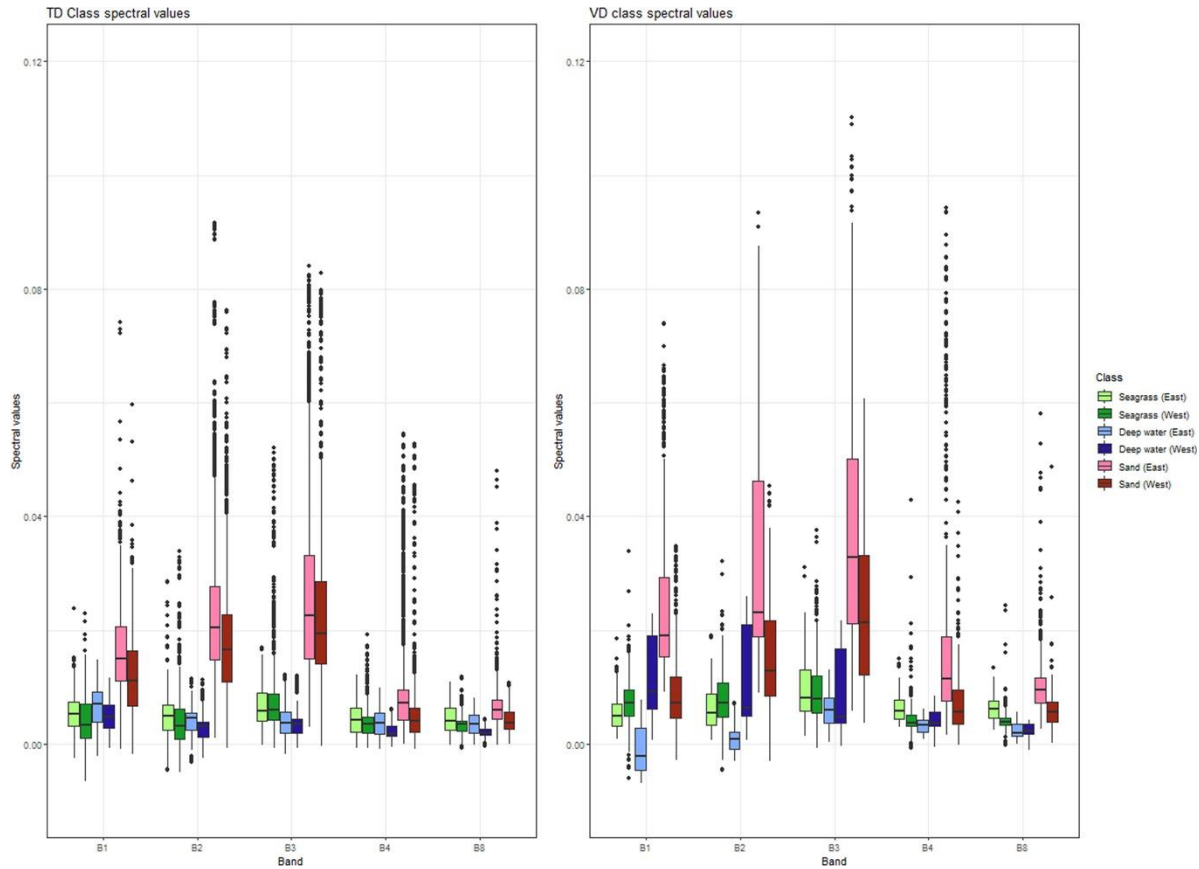 TD Class spectral values
0.12
0.08
0.04
0.00
Spectral values
B1 B2 B3 B4 B8
Band
VD class spectral values
0.12
0.08
0.04
0.00
Spectral values
B1 B2 B3 B4 B8
Band
Class
Seagrass (East)
Seagrass (West)
Deep water (East)
Deep water (West)
Sand (East)
Sand (West)